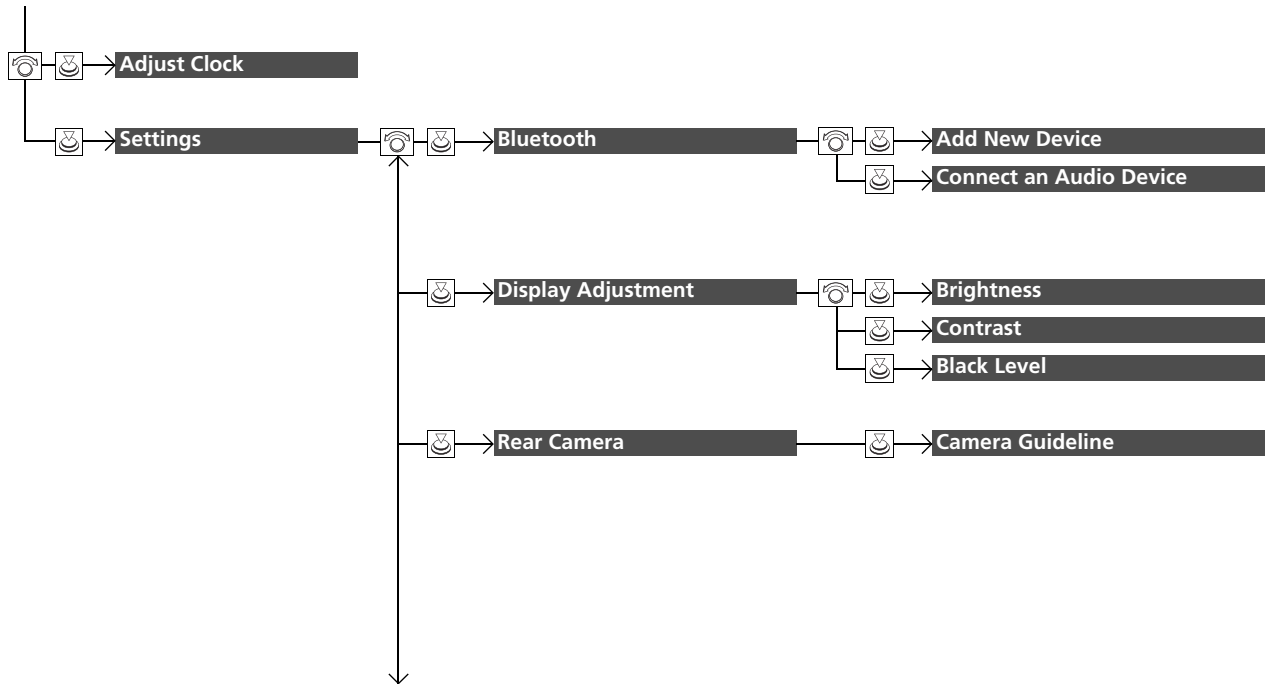 Adjust Clock
Settings
Bluetooth
Add New Device
Connect an Audio Device
Display Adjustment
Brightness
Contrast
Black Level
Rear Camera
Camera Guideline